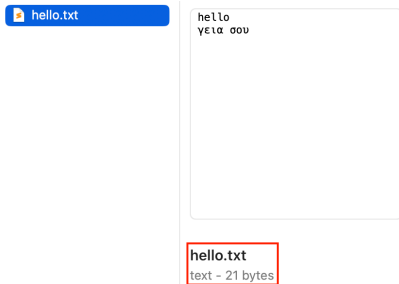 hello.txt
hello
γεια σου
hello.txt
text - 21 bytes